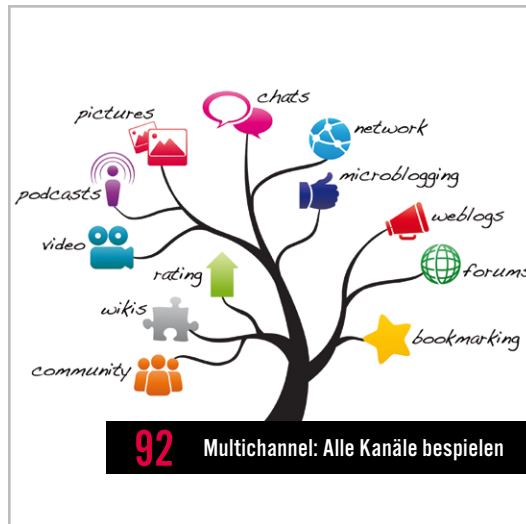 chats
pictures
network
microblogging
podcasts
weblogs
video
rating
forums
wikis
bookmarking
community
92 Multichannel: Alle Kanäle bespielen